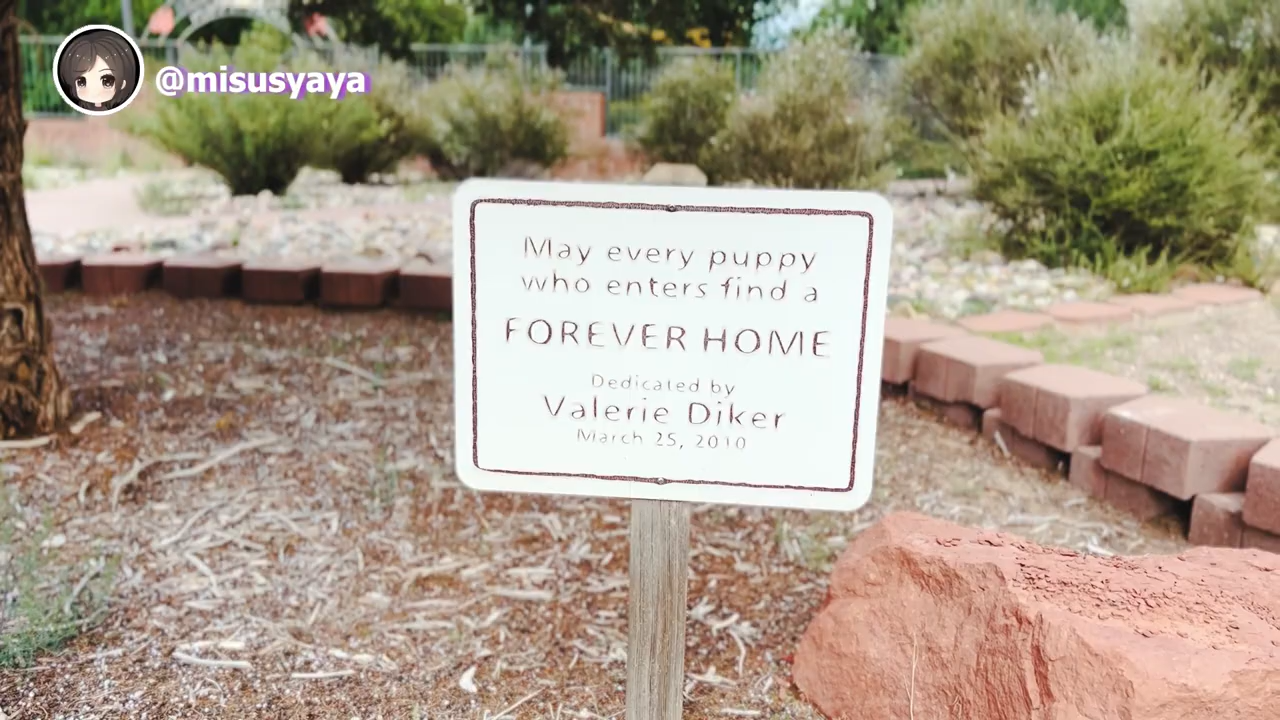 @misusyaya
May every puppy
who enters find a
FOREVER HOME
Dedicated by
Valerie Diker
March 25, 2010